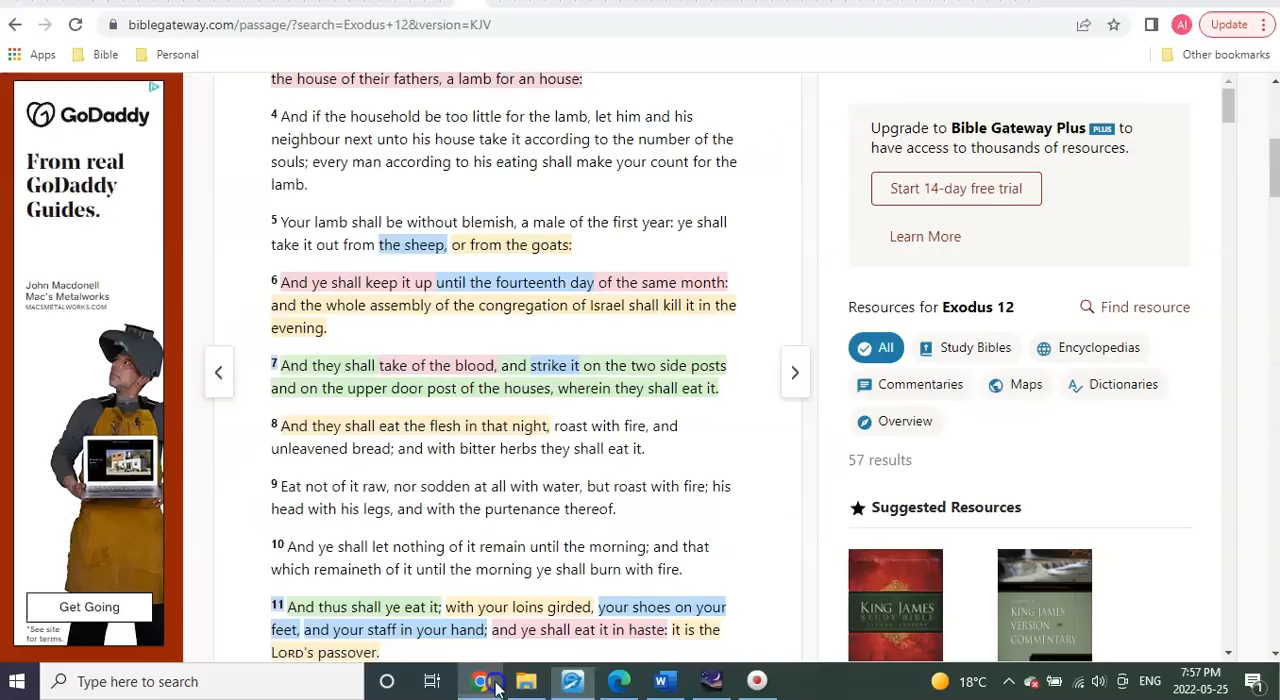 biblegateway.com/passage/?search=Exodus+12&version=KJV
AI
Update
Apps
Bible
Personal
Other bookmarks
GoDaddy
From real
GoDaddy
Guides.
John Macdonell
Mac's Metalworks
MACSMETALWORKS.COM
Get Going
*See site
for terms.
the house of their fathers, a lamb for an house:
4 And if the household be too little for the lamb, let him and his
neighbour next unto his house take it according to the number of the
souls; every man according to his eating shall make your count for the
lamb.
5 Your lamb shall be without blemish, a male of the first year: ye shall
take it out from the sheep, or from the goats:
6 And ye shall keep it up until the fourteenth day of the same month:
and the whole assembly of the congregation of Israel shall kill it in the
evening.
7 And they shall take of the blood, and strike it on the two side posts
and on the upper door post of the houses, wherein they shall eat it.
8 And they shall eat the flesh in that night, roast with fire, and
unleavened bread; and with bitter herbs they shall eat it.
9 Eat not of it raw, nor sodden at all with water, but roast with fire; his
head with his legs, and with the purtenance thereof.
10 And ye shall let nothing of it remain until the morning; and that
which remaineth of it until the morning ye shall burn with fire.
11 And thus shall ye eat it; with your loins girded, your shoes on your
feet, and your staff in your hand; and ye shall eat it in haste: it is the
LORD's passover.
Upgrade to Bible Gateway Plus PLUS to
have access to thousands of resources.
Start 14-day free trial
Learn More
Resources for Exodus 12
Find resource
All
Study Bibles
Encyclopedias
Commentaries
Maps
Dictionaries
Overview
57 results
Suggested Resources
KING JAMES
STUDY BIBLE
KING JAMES
VERSION
COMMENTARY
Type here to search
18°C
ENG
7:57 PM
2022-05-25
1